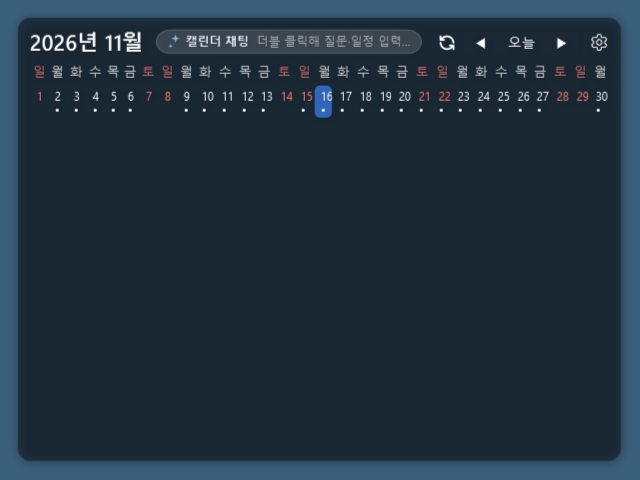 2026년 11월 캘린더 채팅 더블 클릭해 질문·일정 입력... 오늘
일 월 화 수 목 금 토 일 월 화 수 목 금 토 일 월 화 수 목 금 토 일 월 화 수 목 금 토 일 월
1 2 3 4 5 6 7 8 9 10 11 12 13 14 15 16 17 18 19 20 21 22 23 24 25 26 27 28 29 30